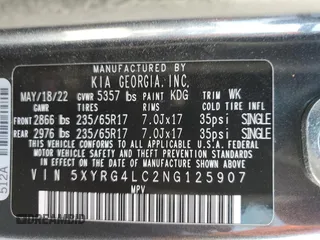 KIA GEORGIA, INC.
MAY/18/22 GVWR 5357 lbs PAINT KDG TRIM WK
GAWR TIRES RIMS COLD TIRE INFL
FRONT 2866 lbs 235/65R17 7.0Jx17 35psi SINGLE
REAR 2976 lbs 235/65R17 7.0Jx17 35psi SINGLE
THIS VEHICLE CONFORMS TO ALL APPLICABLE U.S.A. FEDERAL MOTOR VEHICLE SAFETY AND THEFT PREVENTION STANDARDS IN EFFECT ON THE DATE OF MANUFACTURE SHOWN ABOVE.
VIN 5XYRG4LC2NG125907
MPV
512A
DREAMBID